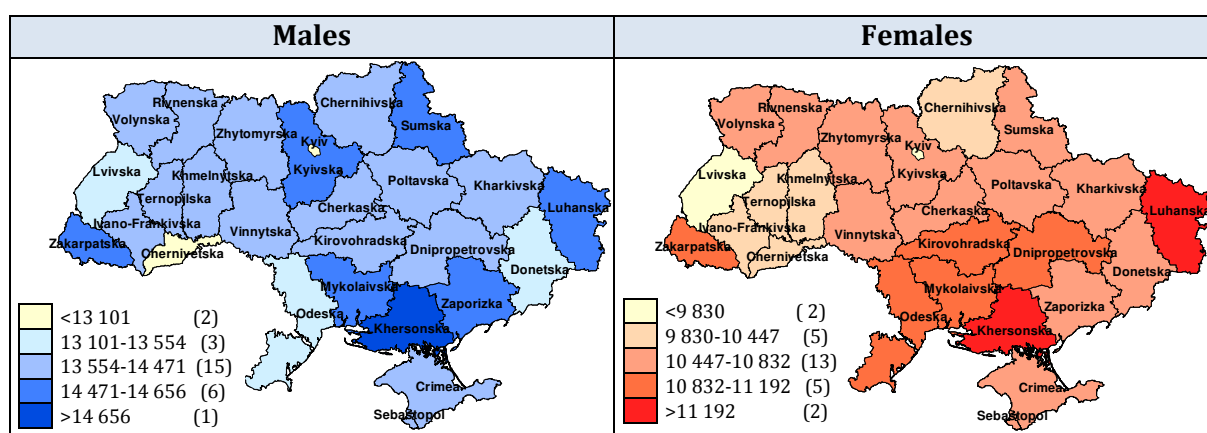 Males
Females
Chernihivska
Rivnenska
Volynska
Sumska
Zhytomyrska
Kyiv
Kyivska
Lvivska
Khmelnytska
Poltavska
Kharkivska
Ternopilska
Luhanska
Cherkaska
Ivano-Frankivska
Vinnytska
Zakarpatska
Kirovohradska
Chernivetska
Dnipropetrovska
Donetska
Mykolaivska
Zaporizka
Odeska
Khersonska
Crimea
Sebastopol
<13 101 (2)
13 101-13 554 (3)
13 554-14 471 (15)
14 471-14 656 (6)
>14 656 (1)
Chernihivska
Rivnenska
Volynska
Sumska
Zhytomyrska
Kyiv
Kyivska
Lvivska
Khmelnytska
Poltavska
Kharkivska
Ternopilska
Luhanska
Cherkaska
Ivano-Frankivska
Vinnytska
Zakarpatska
Kirovohradska
Chernivetska
Dnipropetrovska
Donetska
Mykolaivska
Zaporizka
Odeska
Khersonska
Crimea
Sebastopol
<9 830 ( 2)
9 830-10 447 (5)
10 447-10 832 (13)
10 832-11 192 (5)
>11 192 (2)